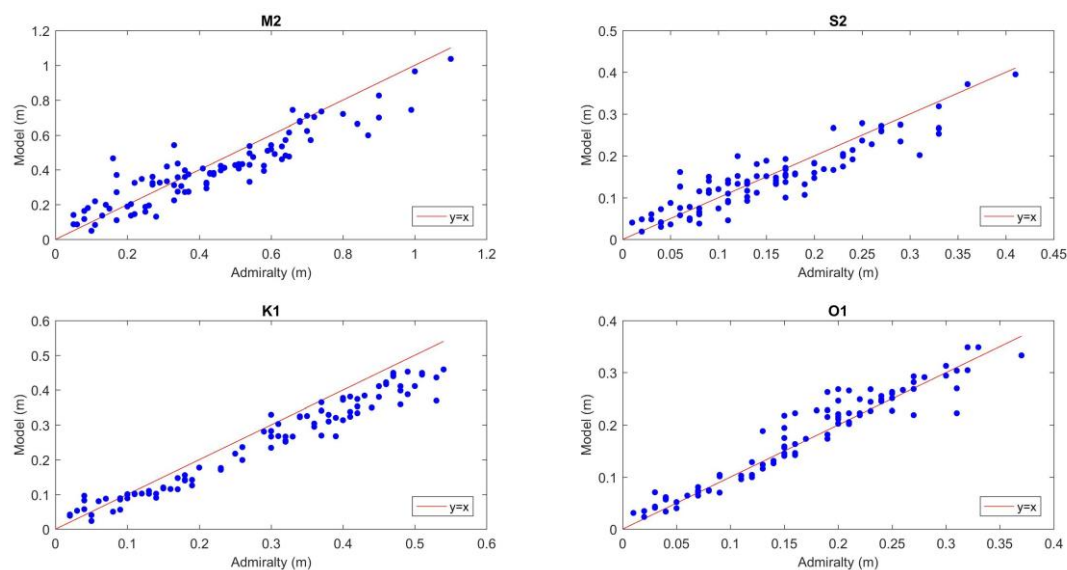 M2
1.2
1
0.8
0.6
0.4
0.2
0
Model (m)
y=x
0 0.2 0.4 0.6 0.8 1 1.2
Admiralty (m)
S2
0.5
0.4
0.3
0.2
0.1
0
Model (m)
y=x
0 0.05 0.1 0.15 0.2 0.25 0.3 0.35 0.4 0.45
Admiralty (m)
K1
0.6
0.5
0.4
0.3
0.2
0.1
0
Model (m)
y=x
0 0.1 0.2 0.3 0.4 0.5 0.6
Admiralty (m)
O1
0.4
0.3
0.2
0.1
0
Model (m)
y=x
0 0.05 0.1 0.15 0.2 0.25 0.3 0.35 0.4
Admiralty (m)